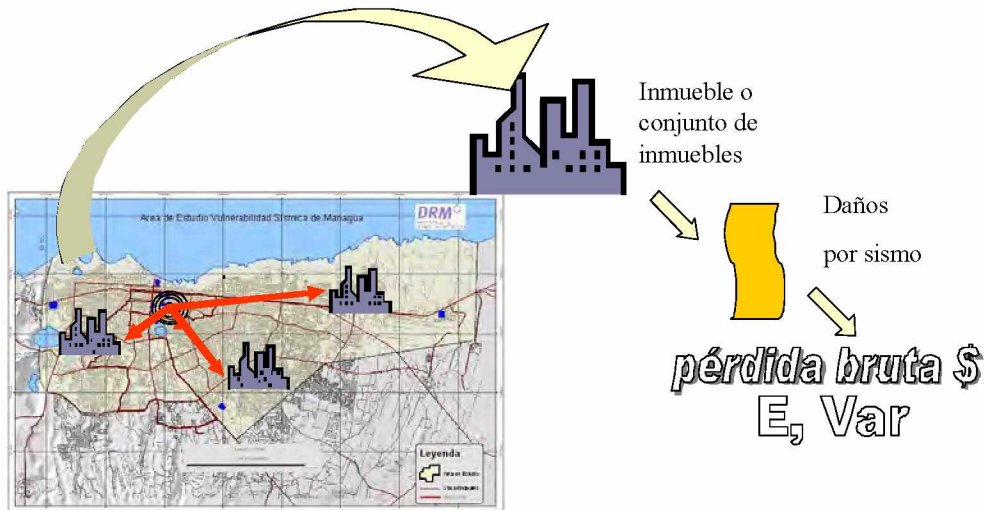 Inmueble o
conjunto de
inmuebles
Area de Estudio Vulnerabilidad Sísmica de Managua
DRM
Daños
por sismo
pérdida bruta $
E, Var
Leyenda